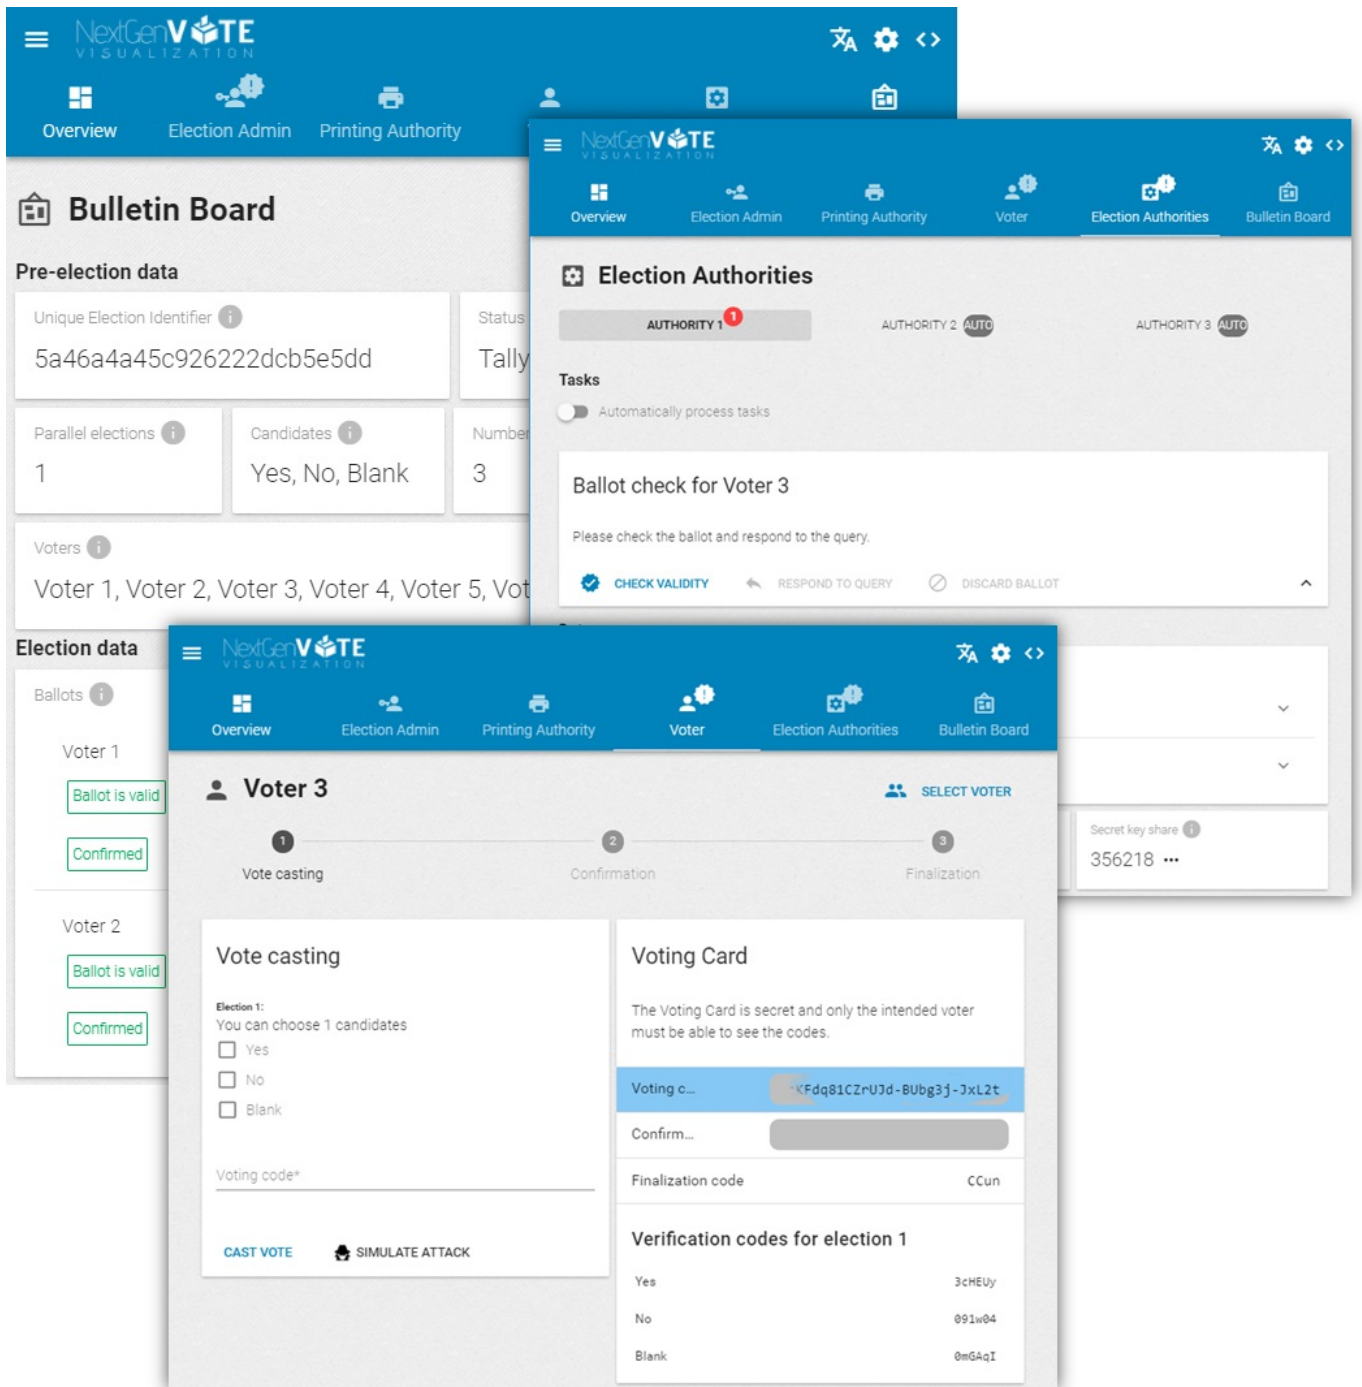 NextGenVOTE
VISUALIZATION
Overview
Election Admin
Printing Authority
Bulletin Board
Pre-election data
Unique Election Identifier
5a46a4a45c926222dcb5e5dd
Status
Tally
Parallel elections
1
Candidates
Yes, No, Blank
Number
3
Voters
Voter 1, Voter 2, Voter 3, Voter 4, Voter 5, Vot
Election data
Ballots
Voter 1
Ballot is valid
Confirmed
Voter 2
Ballot is valid
Confirmed
NextGenVOTE
VISUALIZATION
Overview
Election Admin
Printing Authority
Voter
Election Authorities
Bulletin Board
Election Authorities
AUTHORITY 1 1
AUTHORITY 2 AUTO
AUTHORITY 3 AUTO
Tasks
Automatically process tasks
Ballot check for Voter 3
Please check the ballot and respond to the query.
CHECK VALIDITY
RESPOND TO QUERY
DISCARD BALLOT
Secret key share
356218 •••
NextGenVOTE
VISUALIZATION
Overview
Election Admin
Printing Authority
Voter
Election Authorities
Bulletin Board
Voter 3
SELECT VOTER
1
2
3
Vote casting
Confirmation
Finalization
Vote casting
Election 1:
You can choose 1 candidates
Yes
No
Blank
Voting code*
CAST VOTE
SIMULATE ATTACK
Voting Card
The Voting Card is secret and only the intended voter
must be able to see the codes.
Voting c... KFdq81CZrUJd-BUbg3j-JxL2t
Confirm...
Finalization code CCun
Verification codes for election 1
Yes 3cHEUy
No 091w04
Blank 0mGAqI